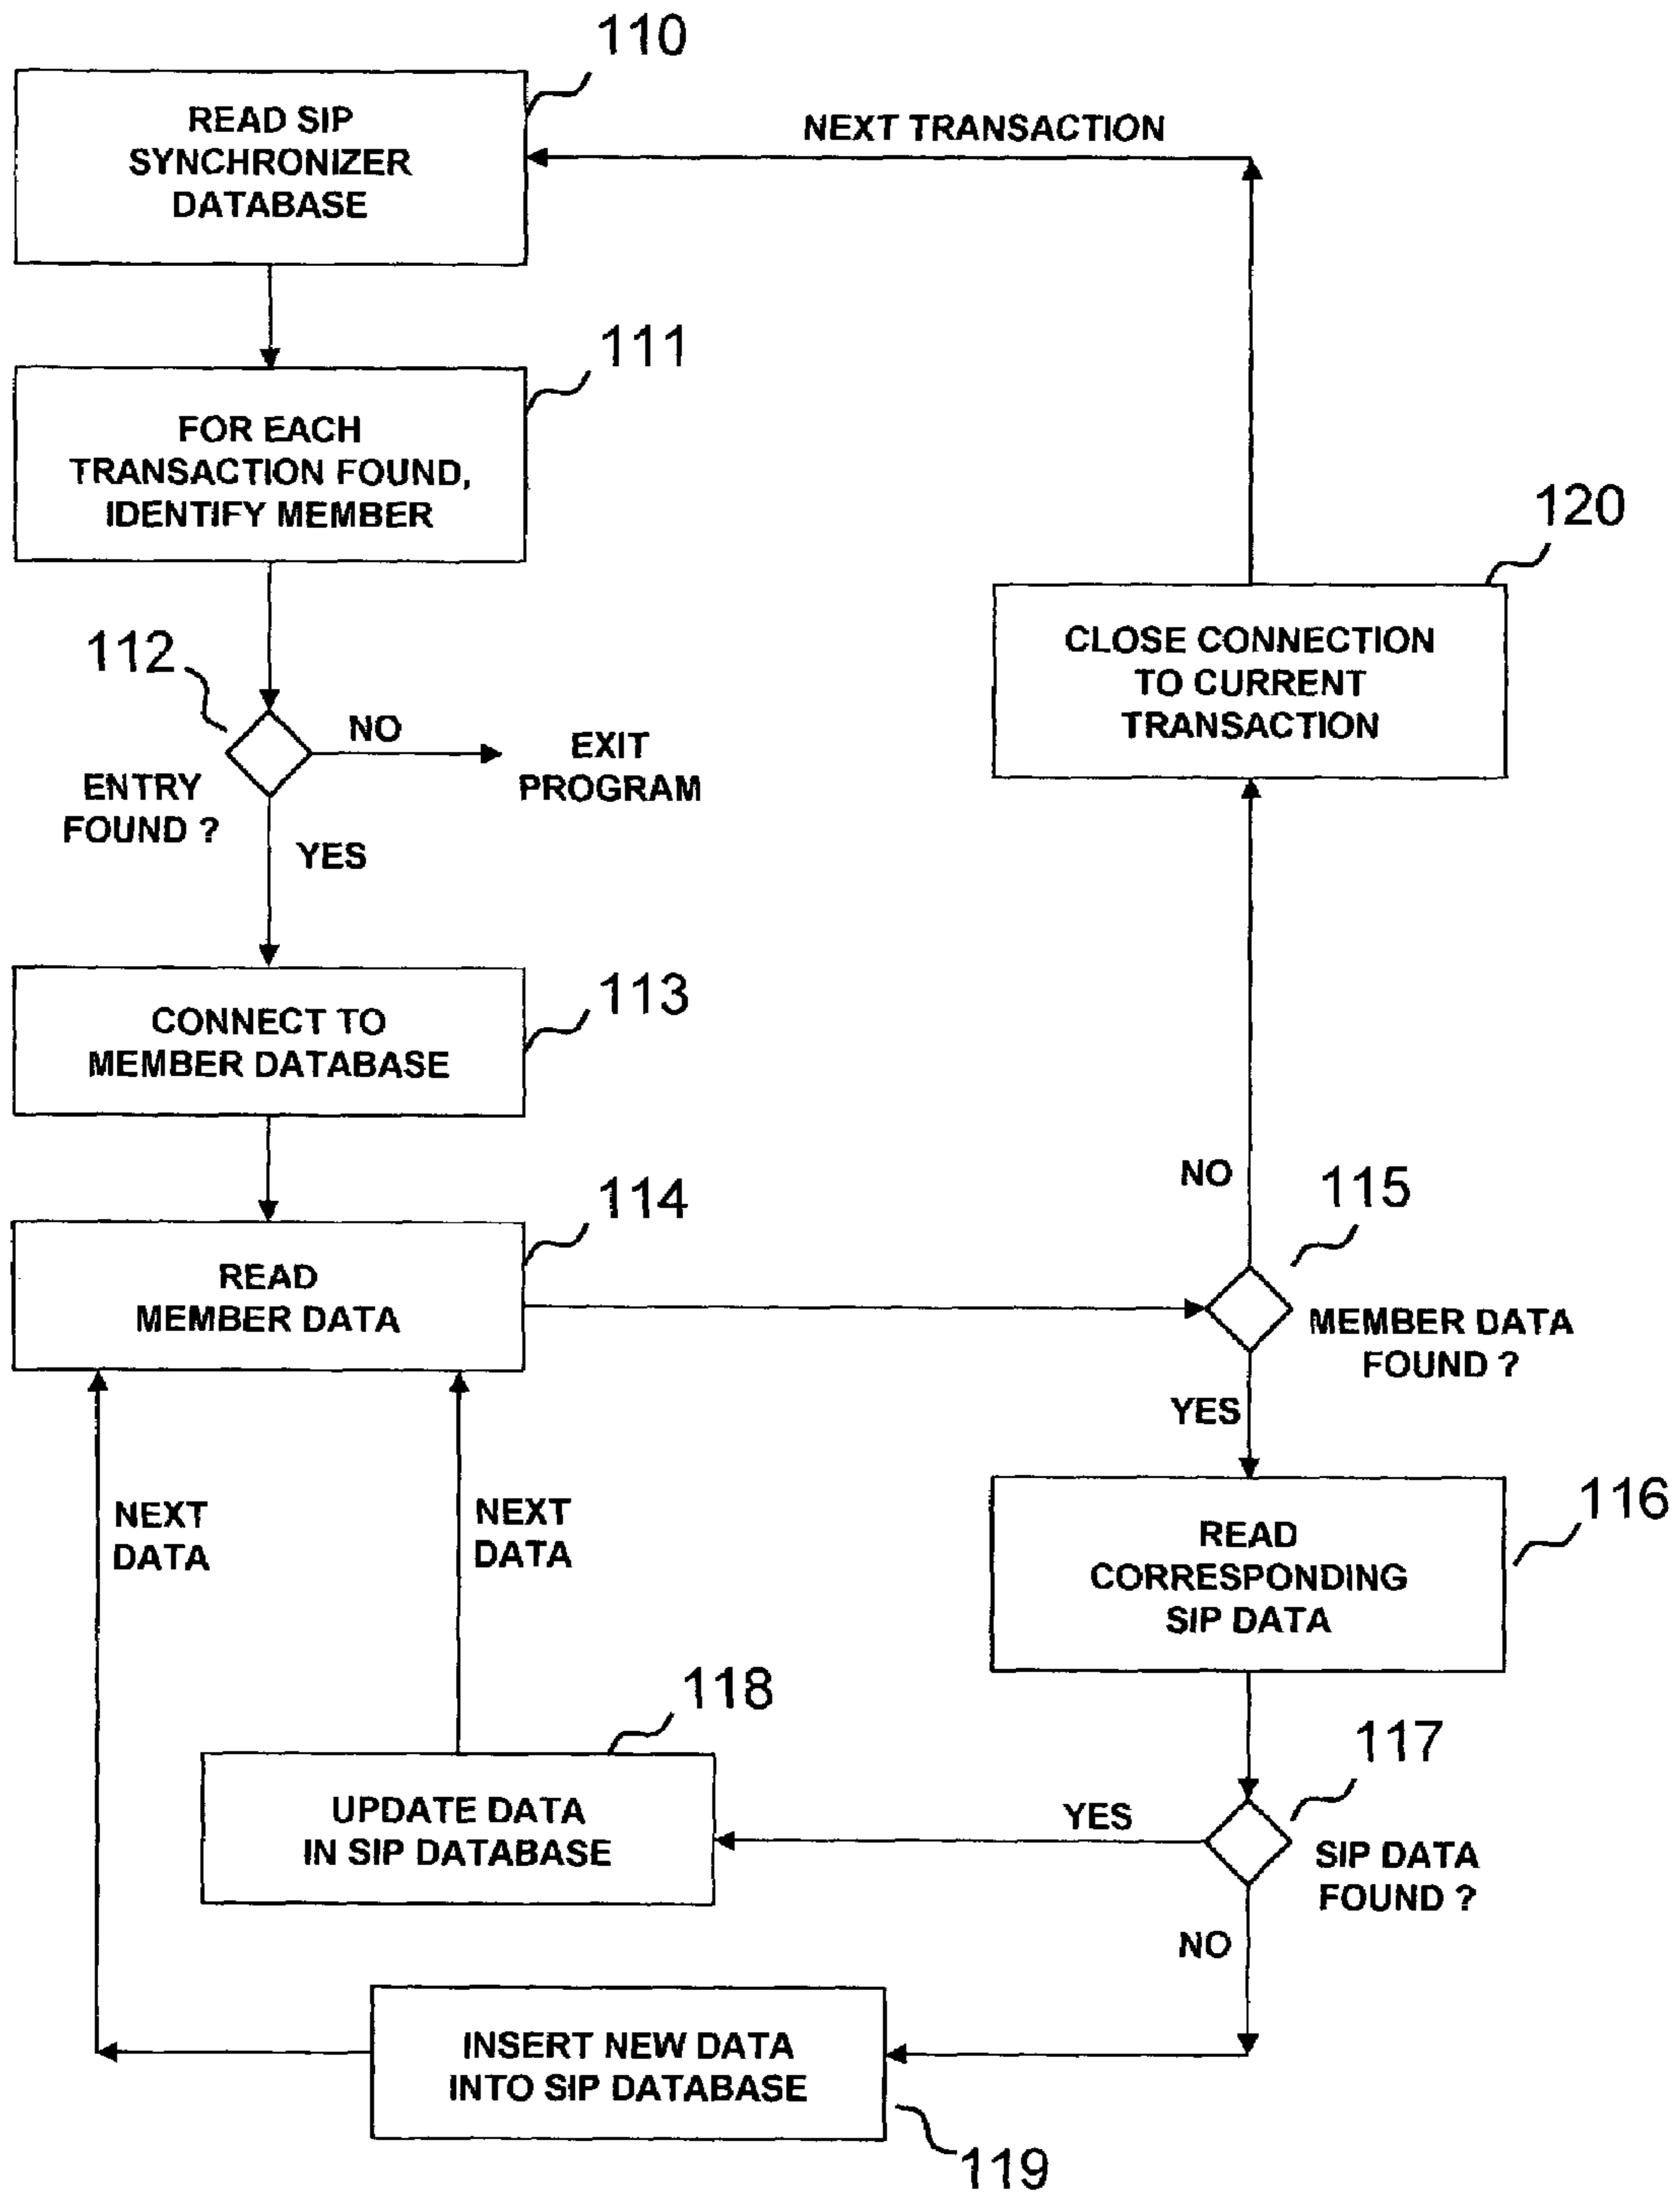 110
READ SIP
SYNCHRONIZER
DATABASE
NEXT TRANSACTION
111
FOR EACH
TRANSACTION FOUND,
IDENTIFY MEMBER
120
CLOSE CONNECTION
TO CURRENT
TRANSACTION
112
NO
EXIT
PROGRAM
ENTRY
FOUND ?
YES
113
CONNECT TO
MEMBER DATABASE
114
READ
MEMBER DATA
NO
115
MEMBER DATA
FOUND ?
YES
NEXT
DATA
NEXT
DATA
116
READ
CORRESPONDING
SIP DATA
118
UPDATE DATA
IN SIP DATABASE
YES
117
SIP DATA
FOUND ?
NO
INSERT NEW DATA
INTO SIP DATABASE
119